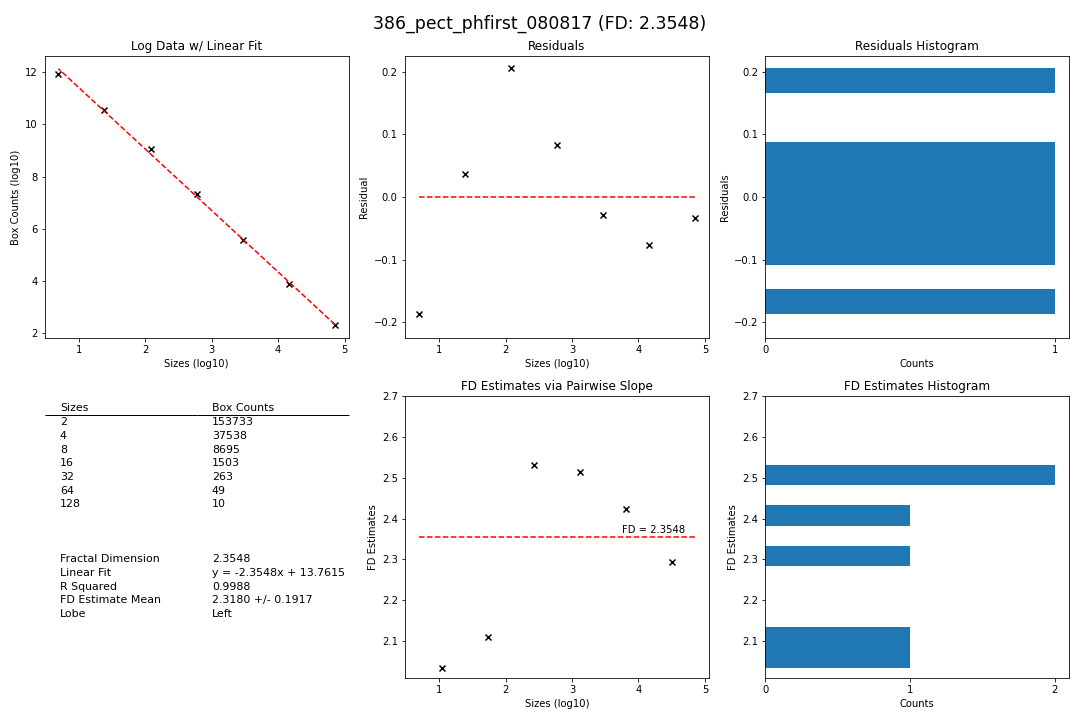 386_pect_phfirst_080817 (FD: 2.3548)
Log Data w/ Linear Fit
12
10
8
6
4
2
Box Counts (log10)
1 2 3 4 5
Sizes (log10)
Residuals
0.2
0.1
0.0
−0.1
−0.2
Residual
1 2 3 4 5
Sizes (log10)
Residuals Histogram
0.2
0.1
0.0
−0.1
−0.2
Residuals
0 1
Counts
Sizes Box Counts
2 153733
4 37538
8 8695
16 1503
32 263
64 49
128 10
Fractal Dimension 2.3548
Linear Fit y = -2.3548x + 13.7615
R Squared 0.9988
FD Estimate Mean 2.3180 +/- 0.1917
Lobe Left
FD Estimates via Pairwise Slope
2.7
2.6
2.5
2.4
2.3
2.2
2.1
FD Estimates
FD = 2.3548
1 2 3 4 5
Sizes (log10)
FD Estimates Histogram
2.7
2.6
2.5
2.4
2.3
2.2
2.1
FD Estimates
0 1 2
Counts